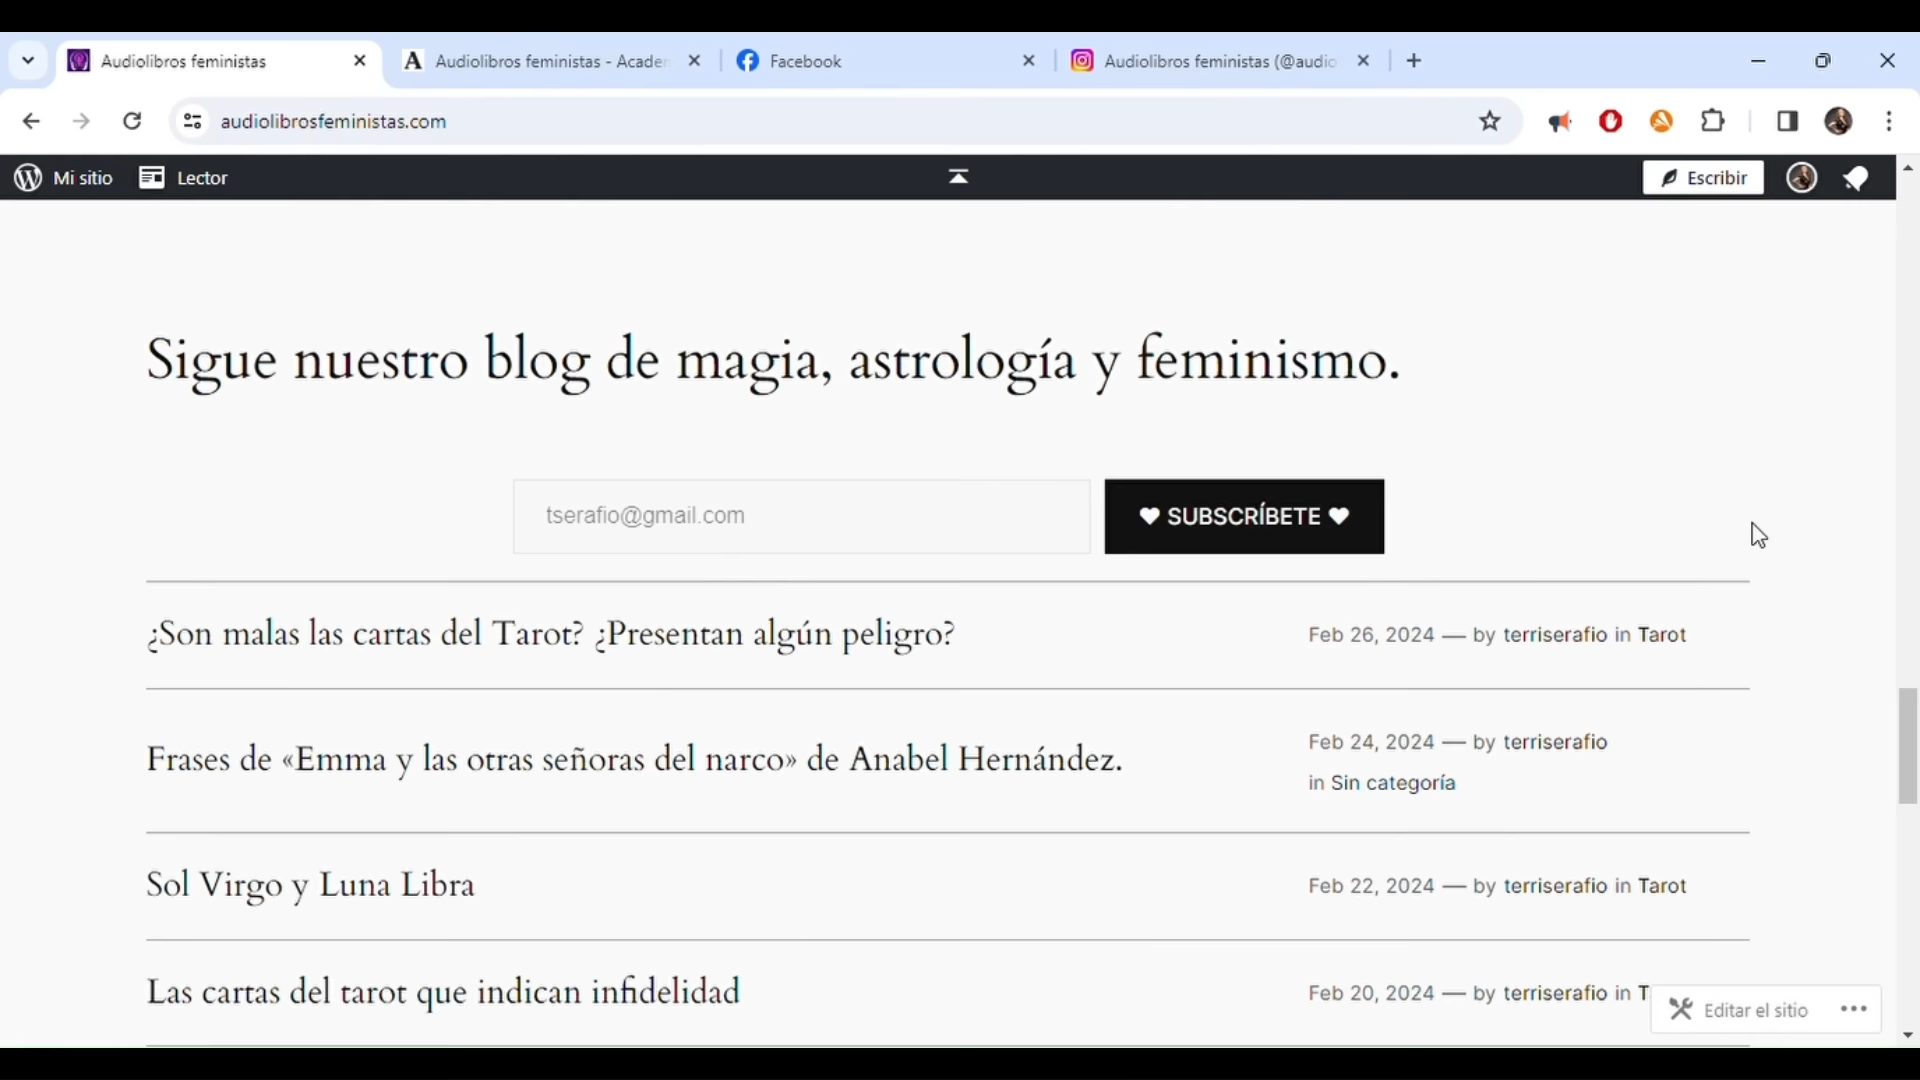 Audiolibros feministas
Audiolibros feministas - Acade
Facebook
Audiolibros feministas (@audio
audiolibrosfeministas.com
Mi sitio
Lector
Escribir
Sigue nuestro blog de magia, astrología y feminismo.
tserafio@gmail.com
♥ SUBSCRÍBETE ♥
¿Son malas las cartas del Tarot? ¿Presentan algún peligro?
Feb 26, 2024 — by terriserafio in Tarot
Frases de «Emma y las otras señoras del narco» de Anabel Hernández.
Feb 24, 2024 — by terriserafio
in Sin categoría
Sol Virgo y Luna Libra
Feb 22, 2024 — by terriserafio in Tarot
Las cartas del tarot que indican infidelidad
Feb 20, 2024 — by terriserafio in T
Editar el sitio